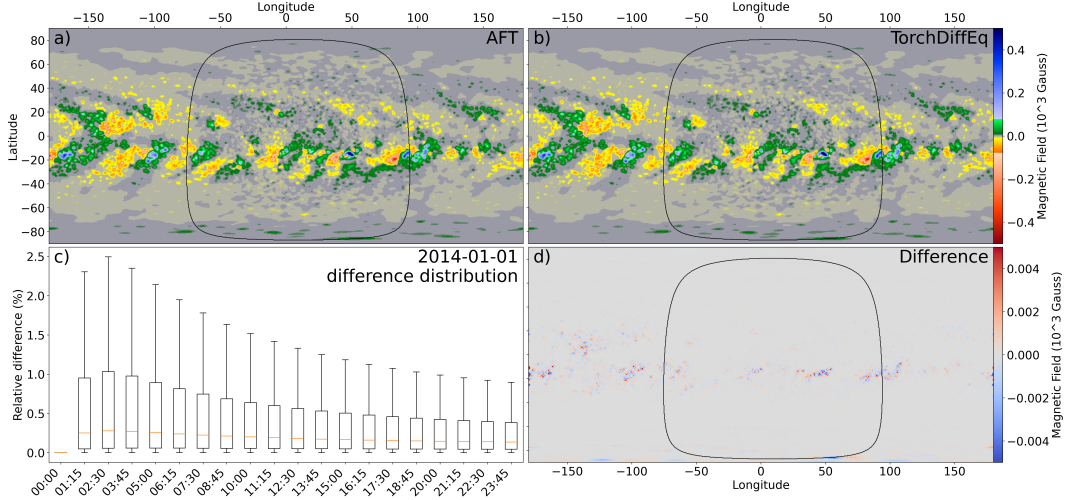 Longitude
Longitude
−150 −100 −50 0 50 100 150
−150 −100 −50 0 50 100 150
a) AFT
b) TorchDiffEq
Latitude
80
60
40
20
0
−20
−40
−60
−80
0.4
0.2
0.0
−0.2
−0.4
Magnetic Field (10^3 Gauss)
c) 2014-01-01
difference distribution
Relative difference (%)
2.5
2.0
1.5
1.0
0.5
0.0
00:00 01:15 02:30 03:45 05:00 06:15 07:30 08:45 10:00 11:15 12:30 13:45 15:00 16:15 17:30 18:45 20:00 21:15 22:30 23:45
d) Difference
0.004
0.002
0.000
−0.002
−0.004
Magnetic Field (10^3 Gauss)
−150 −100 −50 0 50 100 150
Longitude